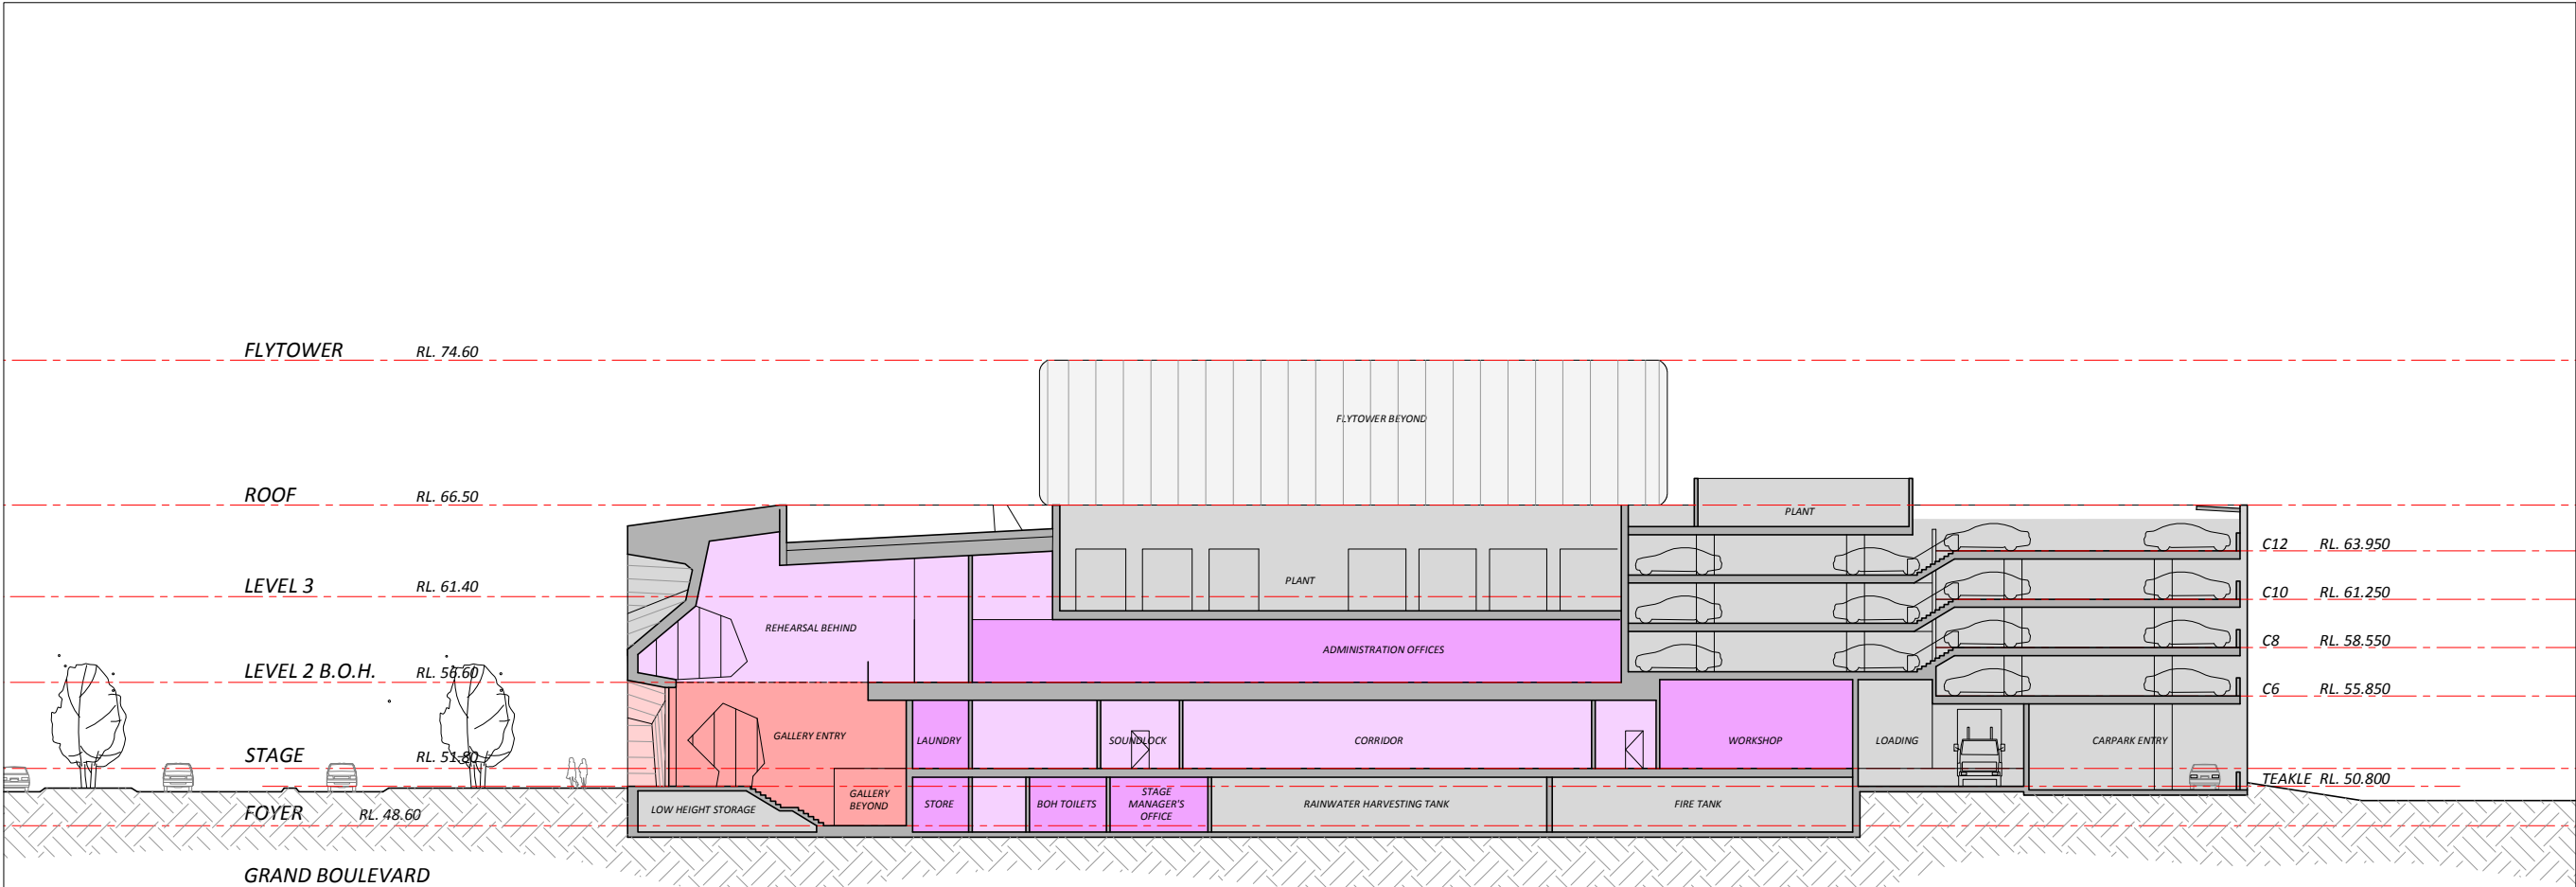 FLYTOWER RL. 74.60
FLYTOWER BEYOND
ROOF RL. 66.50
PLANT
C12 RL. 63.950
LEVEL 3 RL. 61.40
PLANT
C10 RL. 61.250
REHEARSAL BEHIND
ADMINISTRATION OFFICES
C8 RL. 58.550
LEVEL 2 B.O.H. RL. 56.60
C6 RL. 55.850
GALLERY ENTRY
LAUNDRY
SOUNDLOCK
CORRIDOR
WORKSHOP
LOADING
CARPARK ENTRY
STAGE RL. 51.80
TEAKLE RL. 50.800
GALLERY
BEYOND
LOW HEIGHT STORAGE
STORE
BOH TOILETS
STAGE
MANAGER'S
OFFICE
RAINWATER HARVESTING TANK
FIRE TANK
FOYER RL. 48.60
GRAND BOULEVARD